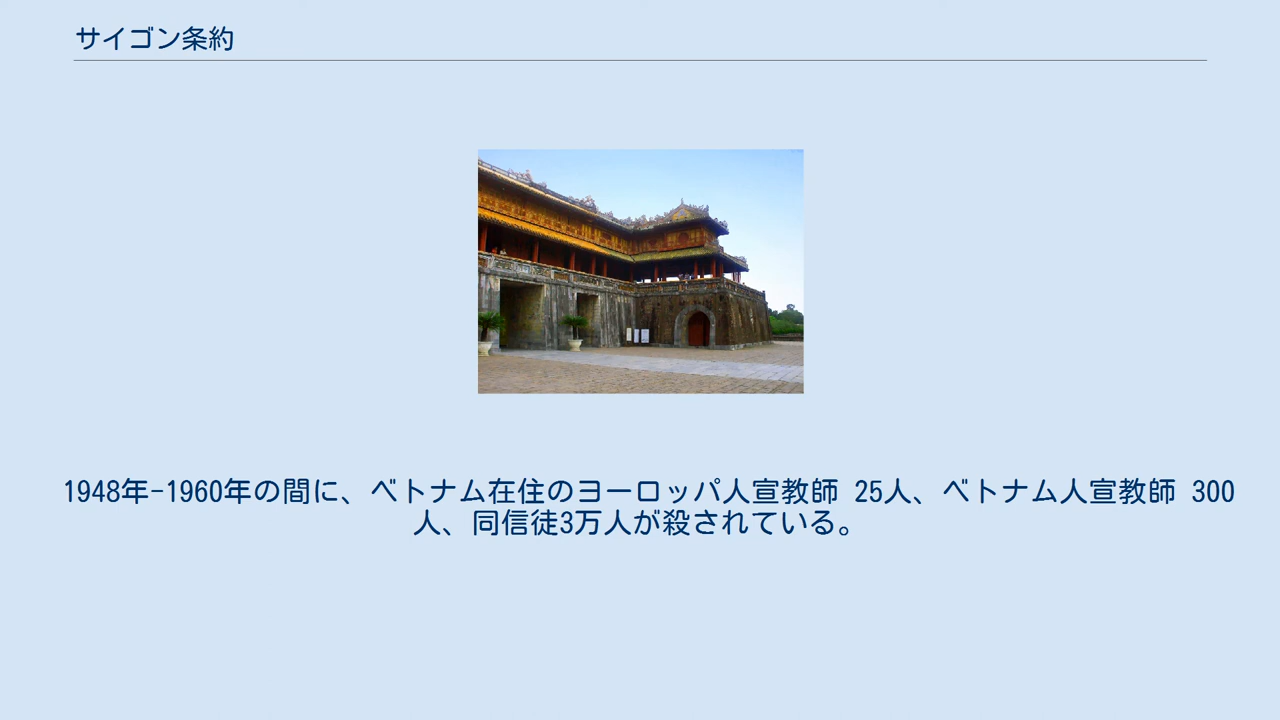 サイゴン条約
1948年-1960年の間に、ベトナム在住のヨーロッパ人宣教師 25人、ベトナム人宣教師 300
人、同信徒3万人が殺されている。